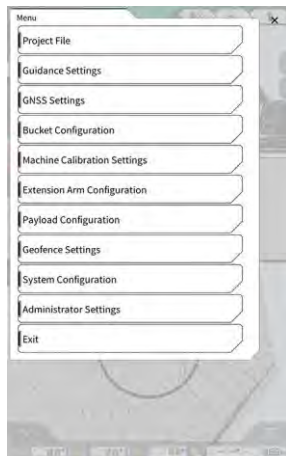 Menu
×
Project File
Guidance Settings
GNSS Settings
Bucket Configuration
Machine Calibration Settings
Extension Arm Configuration
Payload Configuration
Geofence Settings
System Configuration
Administrator Settings
Exit